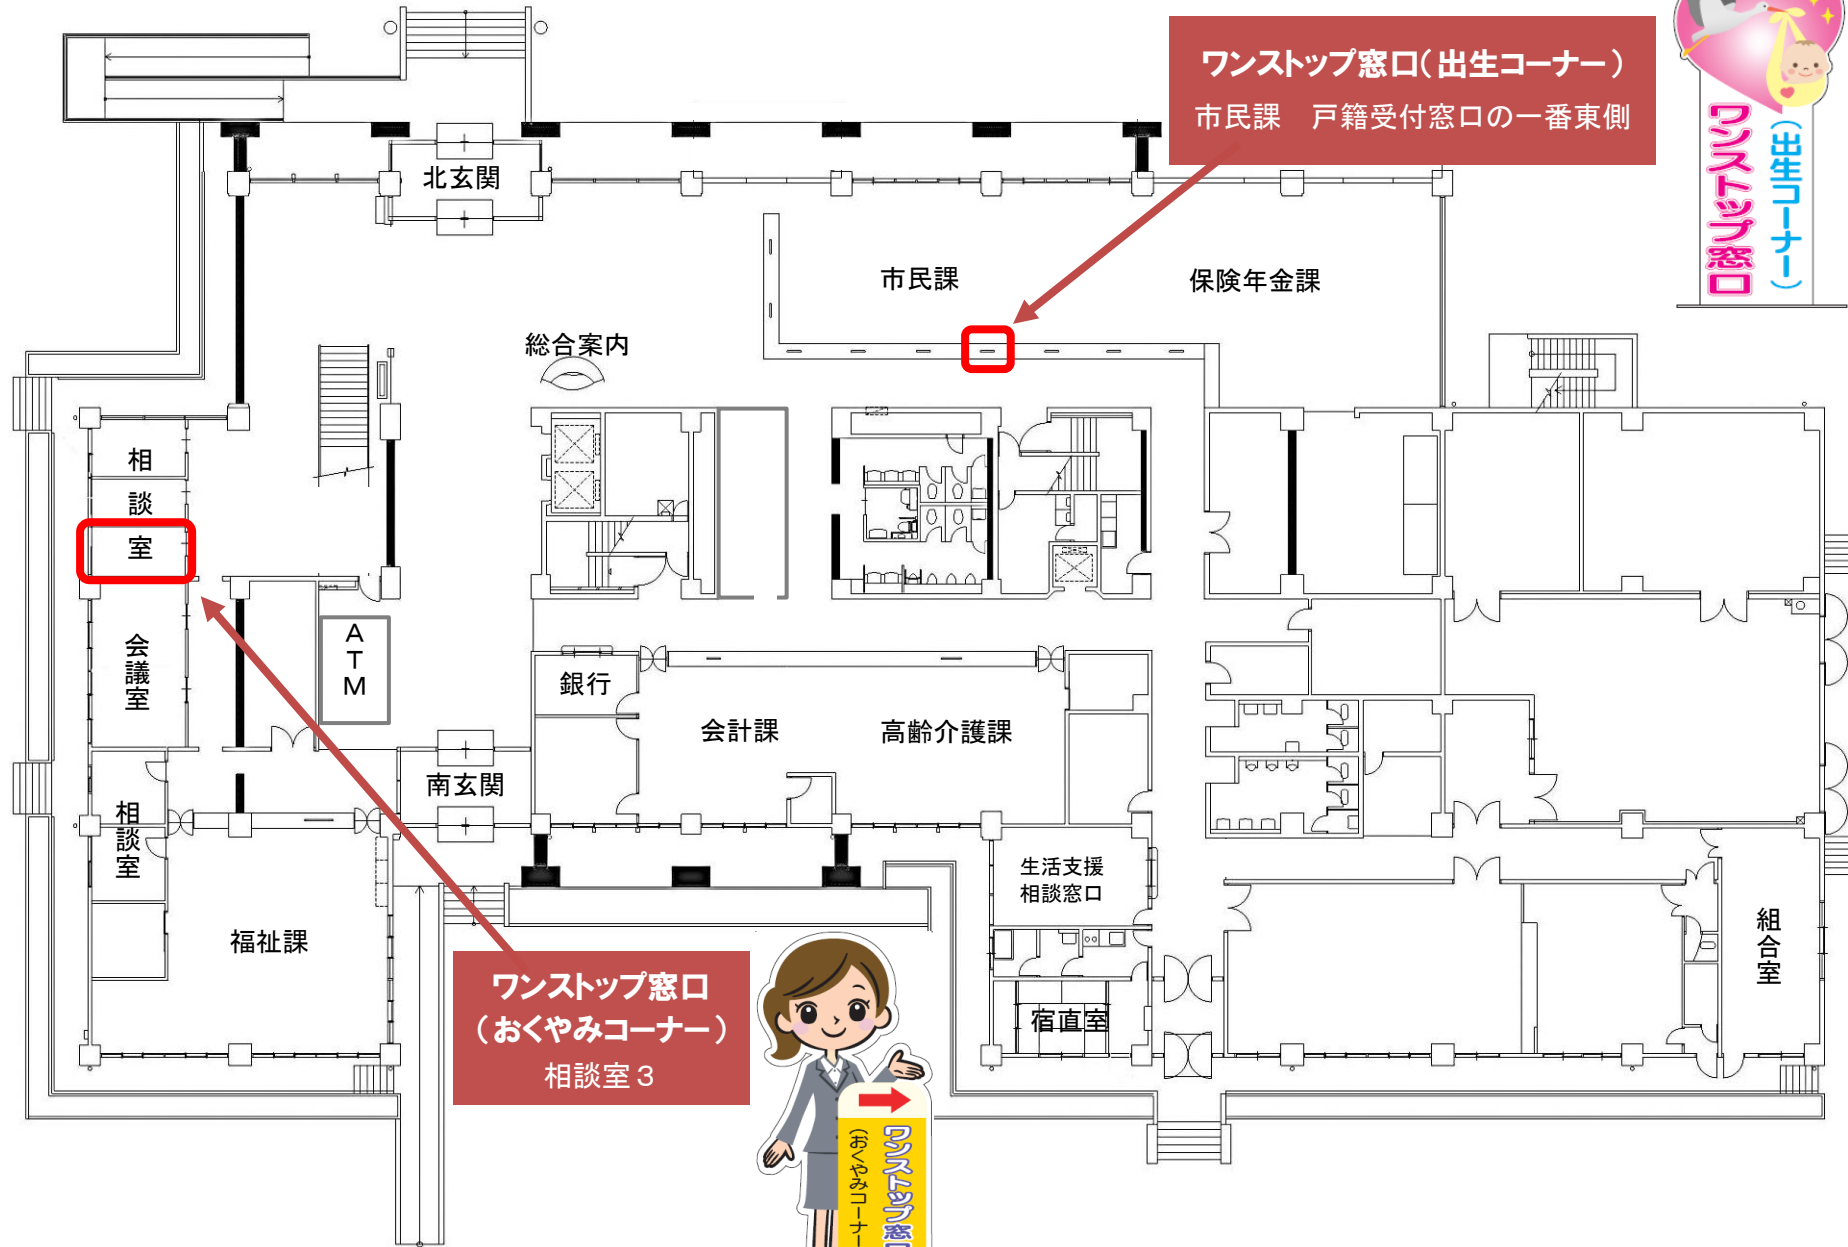 ワンストップ窓口(出生コーナー)
市民課　戸籍受付窓口の一番東側
ワンストップ窓口
(出生コーナー)
北玄関
市民課
保険年金課
総合案内
相談室
会議室
ATM
銀行
会計課
高齢介護課
南玄関
相談室
生活支援
相談窓口
福祉課
組合室
宿直室
ワンストップ窓口
(おくやみコーナー)
相談室3
ワンストップ窓口
(おくやみコーナー